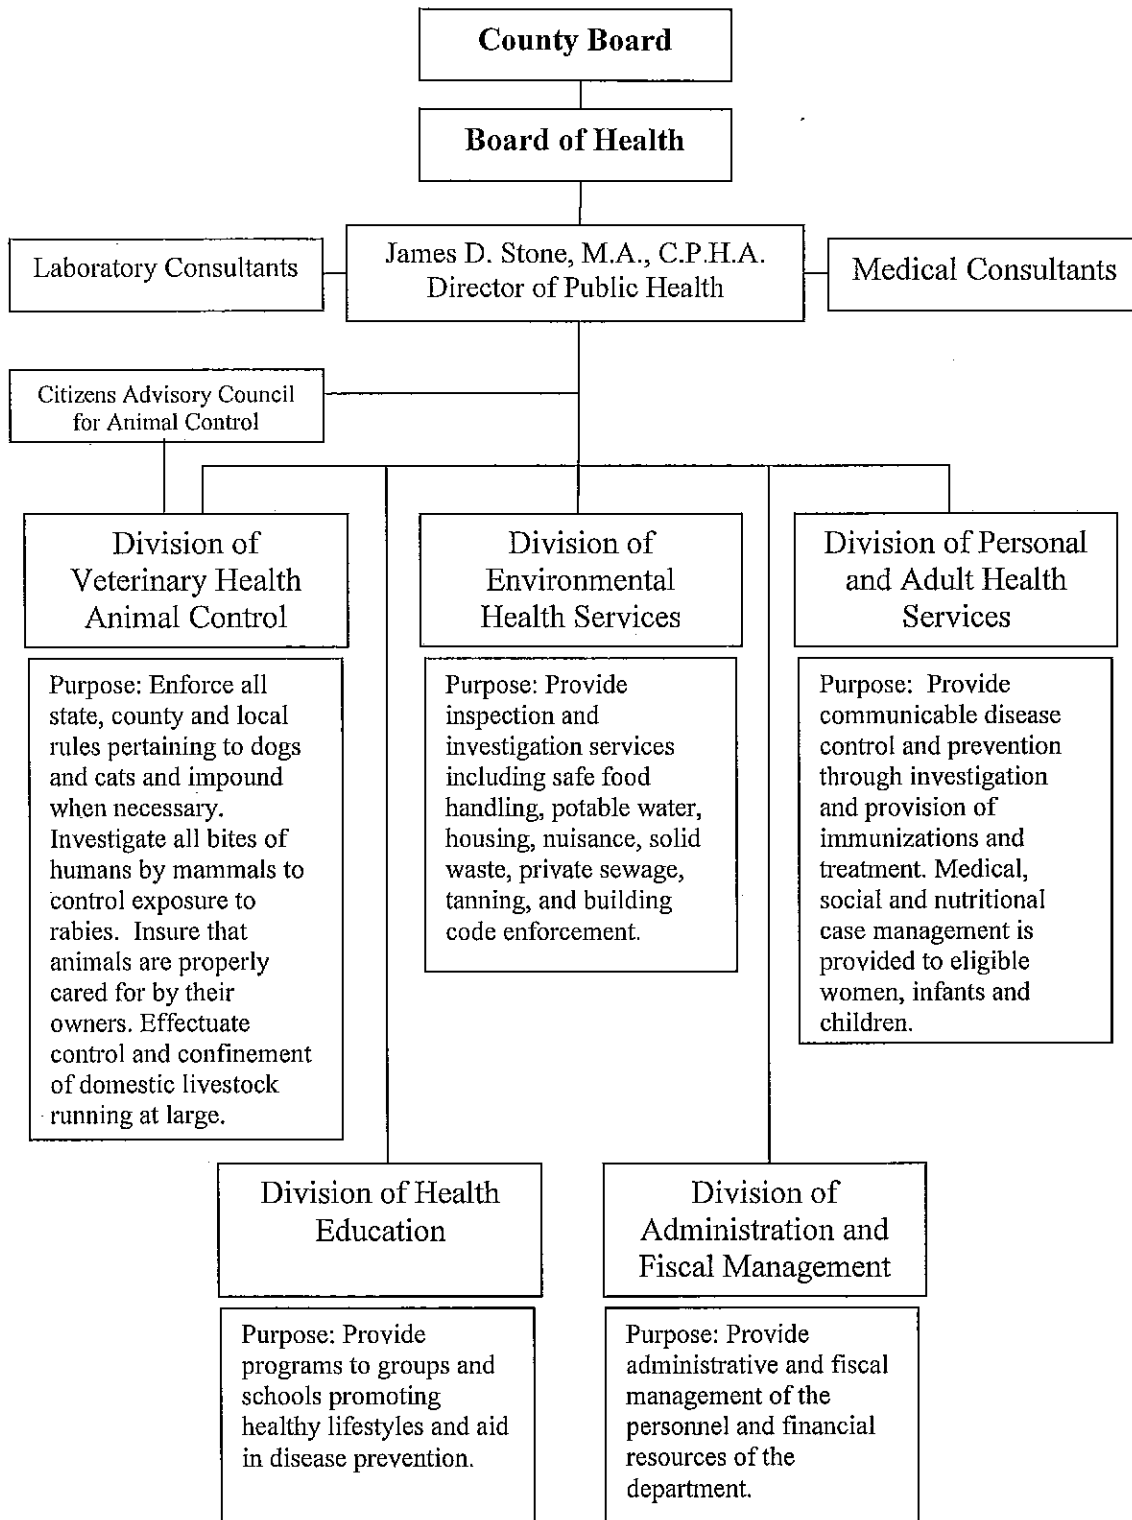 County Board
Board of Health
Laboratory Consultants
James D. Stone, M.A., C.P.H.A.
Director of Public Health
Medical Consultants
Citizens Advisory Council
for Animal Control
Division of
Veterinary Health
Animal Control
Purpose: Enforce all
state, county and local
rules pertaining to dogs
and cats and impound
when necessary.
Investigate all bites of
humans by mammals to
control exposure to
rabies. Insure that
animals are properly
cared for by their
owners. Effectuate
control and confinement
of domestic livestock
running at large.
Division of
Environmental
Health Services
Purpose: Provide
inspection and
investigation services
including safe food
handling, potable water,
housing, nuisance, solid
waste, private sewage,
tanning, and building
code enforcement.
Division of Personal
and Adult Health
Services
Purpose: Provide
communicable disease
control and prevention
through investigation
and provision of
immunizations and
treatment. Medical,
social and nutritional
case management is
provided to eligible
women, infants and
children.
Division of Health
Education
Purpose: Provide
programs to groups and
schools promoting
healthy lifestyles and aid
in disease prevention.
Division of
Administration and
Fiscal Management
Purpose: Provide
administrative and fiscal
management of the
personnel and financial
resources of the
department.